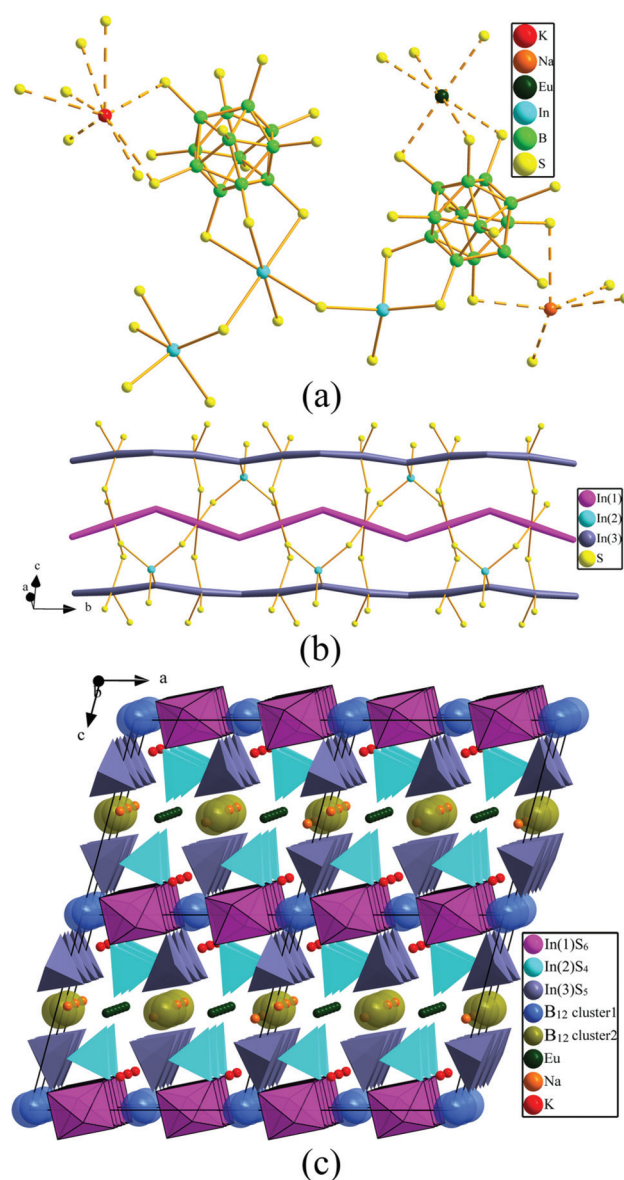 K
Na
Eu
In
B
S
(a)
In(1)
In(2)
In(3)
S
c
a
b
(b)
b
a
c
In(1)S₆
In(2)S₄
In(3)S₅
B₁₂ cluster1
B₁₂ cluster2
Eu
Na
K
(c)